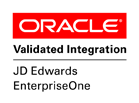 ORACLE
Validated Integration
JD Edwards
EnterpriseOne